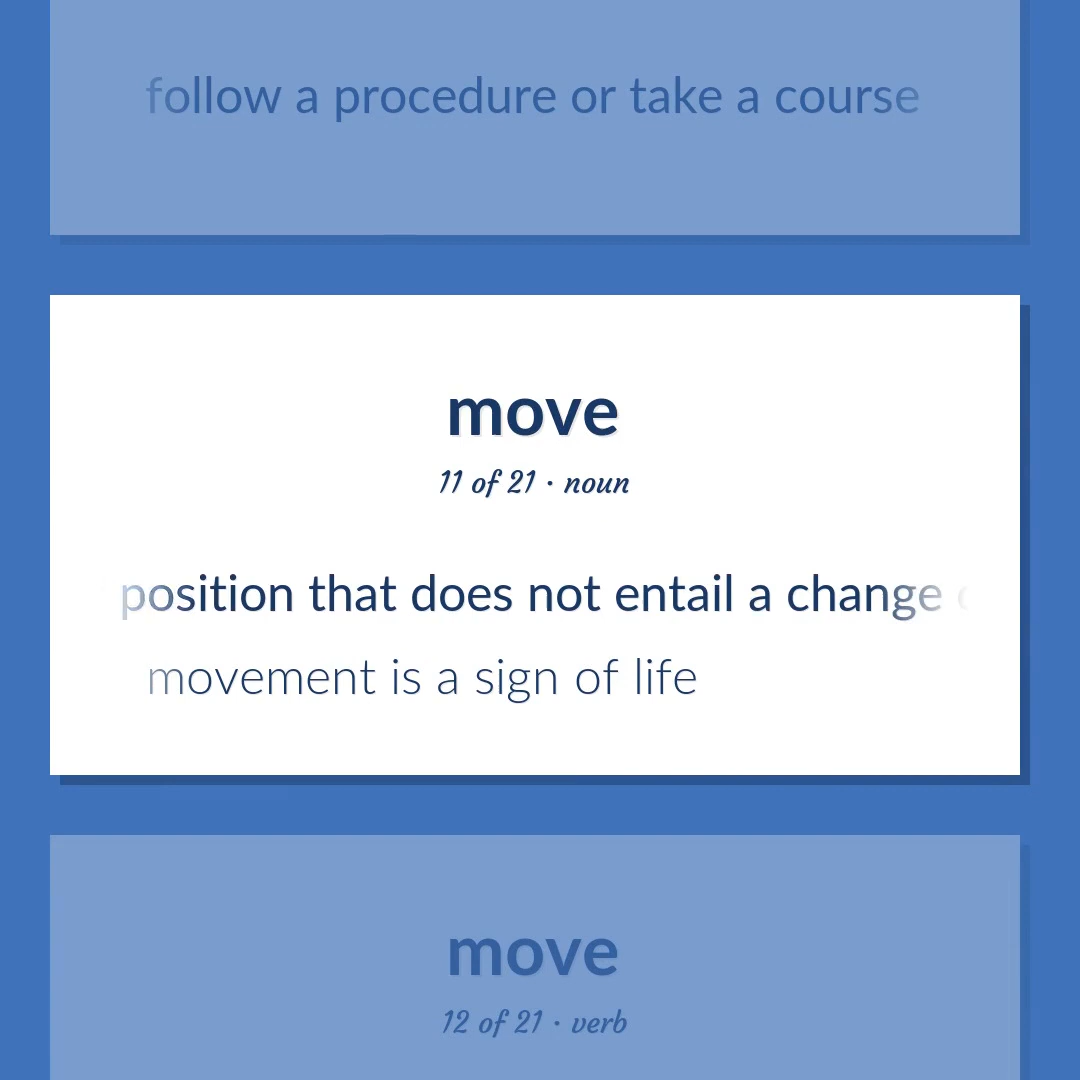 follow a procedure or take a course
move
11 of 21 · noun
position that does not entail a change
movement is a sign of life
move
12 of 21 · verb